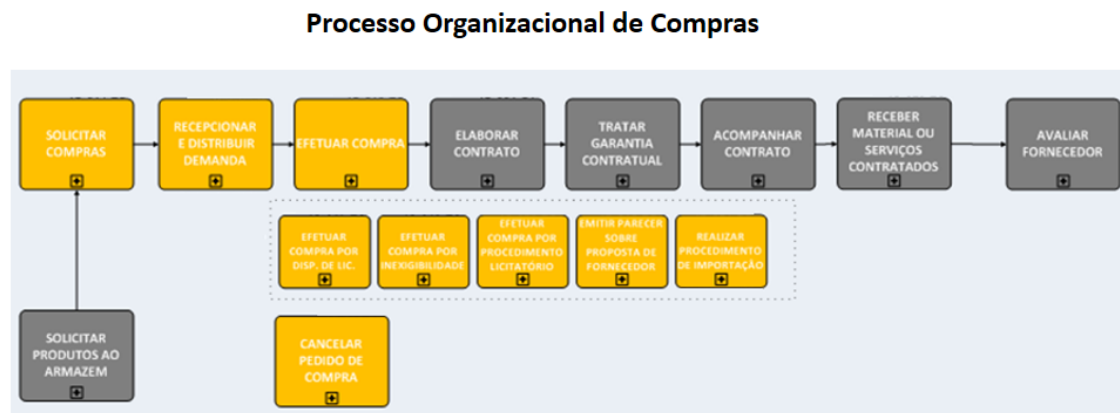 Processo Organizacional de Compras
SOLICITAR
COMPRAS
RECEPCIONAR
E DISTRIBUIR
DEMANDA
EFETUAR COMPRA
ELABORAR
CONTRATO
TRATAR
GARANTIA
CONTRATUAL
ACOMPANHAR
CONTRATO
RECEBER
MATERIAL OU
SERVIÇOS
CONTRATADOS
AVALIAR
FORNECEDOR
EFETUAR
COMPRA POR
DISP. DE LIC.
EFETUAR
COMPRA POR
INEXIGIBILIDADE
EFETUAR
COMPRA POR
PROCEDIMENTO
LICITATÓRIO
EMITIR PARECER
SOBRE
PROPOSTA DE
FORNECEDOR
REALIZAR
PROCEDIMENTO
DE IMPORTAÇÃO
SOLICITAR
PRODUTOS AO
ARMAZEM
CANCELAR
PEDIDO DE
COMPRA